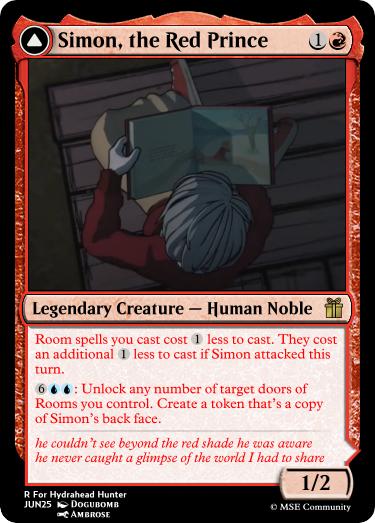 Simon, the Red Prince 1
Legendary Creature — Human Noble
Room spells you cast cost 1 less to cast. They cost
an additional 1 less to cast if Simon attacked this
turn.
6: Unlock any number of target doors of
Rooms you control. Create a token that's a copy
of Simon's back face.
he couldn't see beyond the red shade he was aware
he never caught a glimpse of the world I had to share
1/2
R For Hydrahead Hunter
JUN25 Dogubomb
Ambrose
© MSE Community